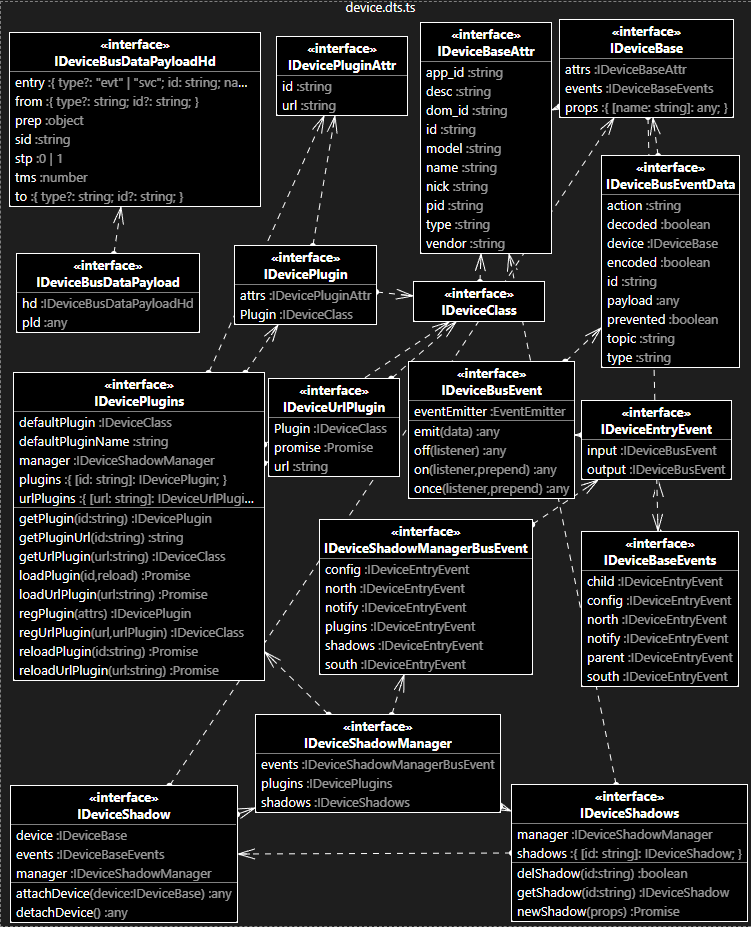 device.dts.ts
«interface»
IDeviceBusDataPayloadHd
entry :{ type?: "evt" | "svc"; id: string; na...
from :{ type?: string; id?: string; }
prep :object
sid :string
stp :0 | 1
tms :number
to :{ type?: string; id?: string; }
«interface»
IDevicePluginAttr
id :string
url :string
«interface»
IDeviceBaseAttr
app_id :string
desc :string
dom_id :string
id :string
model :string
name :string
nick :string
pid :string
type :string
vendor :string
«interface»
IDeviceBase
attrs :IDeviceBaseAttr
events :IDeviceBaseEvents
props :{ [name: string]: any; }
«interface»
IDeviceBusEventData
action :string
decoded :boolean
device :IDeviceBase
encoded :boolean
id :string
payload :any
prevented :boolean
topic :string
type :string
«interface»
IDeviceBusDataPayload
hd :IDeviceBusDataPayloadHd
pld :any
«interface»
IDevicePlugin
attrs :IDevicePluginAttr
Plugin :IDeviceClass
«interface»
IDeviceClass
«interface»
IDevicePlugins
defaultPlugin :IDeviceClass
defaultPluginName :string
manager :IDeviceShadowManager
plugins :{ [id: string]: IDevicePlugin; }
urlPlugins :{ [url: string]: IDeviceUrlPlugi...
getPlugin(id:string) :IDevicePlugin
getPluginUrl(id:string) :string
getUrlPlugin(url:string) :IDeviceClass
loadPlugin(id,reload) :Promise
loadUrlPlugin(url:string) :Promise
regPlugin(attrs) :IDevicePlugin
regUrlPlugin(url,urlPlugin) :IDeviceClass
reloadPlugin(id:string) :Promise
reloadUrlPlugin(url:string) :Promise
«interface»
IDeviceUrlPlugin
Plugin :IDeviceClass
promise :Promise
url :string
«interface»
IDeviceBusEvent
eventEmitter :EventEmitter
emit(data) :any
off(listener) :any
on(listener,prepend) :any
once(listener,prepend) :any
«interface»
IDeviceEntryEvent
input :IDeviceBusEvent
output :IDeviceBusEvent
«interface»
IDeviceShadowManagerBusEvent
config :IDeviceEntryEvent
north :IDeviceEntryEvent
notify :IDeviceEntryEvent
plugins :IDeviceEntryEvent
shadows :IDeviceEntryEvent
south :IDeviceEntryEvent
«interface»
IDeviceBaseEvents
child :IDeviceEntryEvent
config :IDeviceEntryEvent
north :IDeviceEntryEvent
notify :IDeviceEntryEvent
parent :IDeviceEntryEvent
south :IDeviceEntryEvent
«interface»
IDeviceShadowManager
events :IDeviceShadowManagerBusEvent
plugins :IDevicePlugins
shadows :IDeviceShadows
«interface»
IDeviceShadow
device :IDeviceBase
events :IDeviceBaseEvents
manager :IDeviceShadowManager
attachDevice(device:IDeviceBase) :any
detachDevice() :any
«interface»
IDeviceShadows
manager :IDeviceShadowManager
shadows :{ [id: string]: IDeviceShadow; }
delShadow(id:string) :boolean
getShadow(id:string) :IDeviceShadow
newShadow(props) :Promise